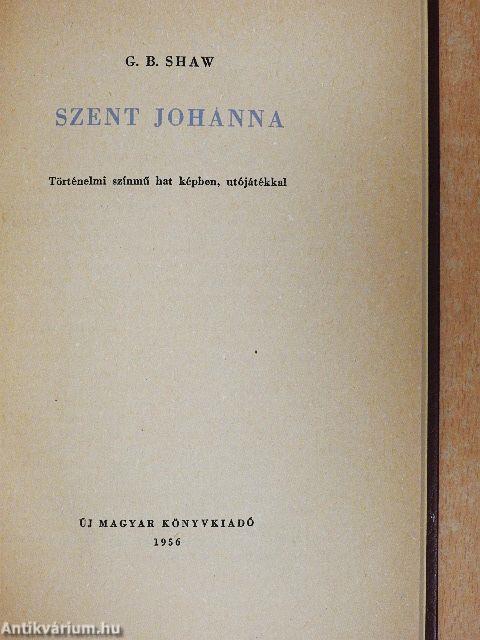 G. B. SHAW
SZENT JOHANNA
Történelmi színmű hat képben, utójátékkal
ÚJ MAGYAR KÖNYVKIADÓ
1956
Antikvárium.hu